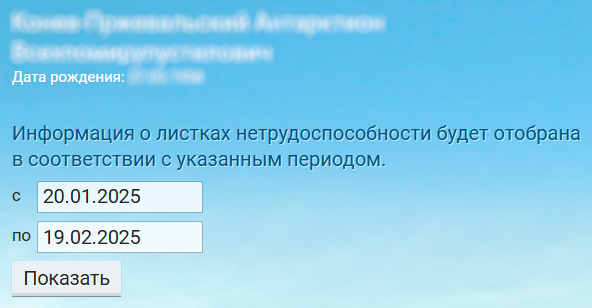 Дата рождения:
Информация о листках нетрудоспособности будет отобрана
в соответствии с указанным периодом.
с 20.01.2025
по 19.02.2025
Показать